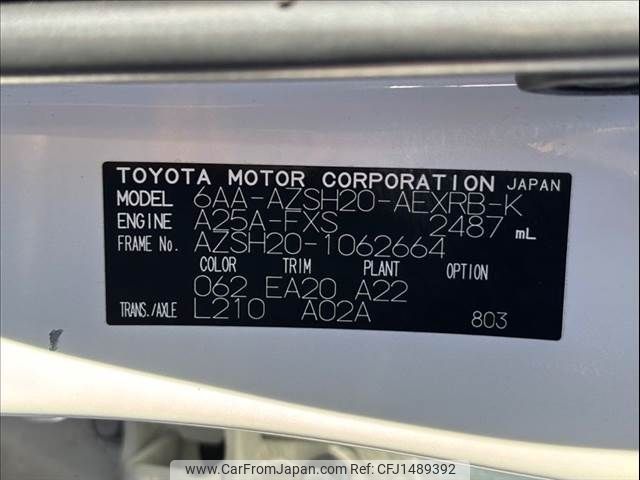 TOYOTA MOTOR CORPORATION JAPAN
MODEL 6AA-AZSH20-AEXRB-K
ENGINE A25A-FXS 2487 mL
FRAME No. AZSH20-1062664
COLOR TRIM PLANT OPTION
062 EA20 A22
TRANS./AXLE L210 A02A 803
www.CarFromJapan.com | Ref No: CFJ1489392